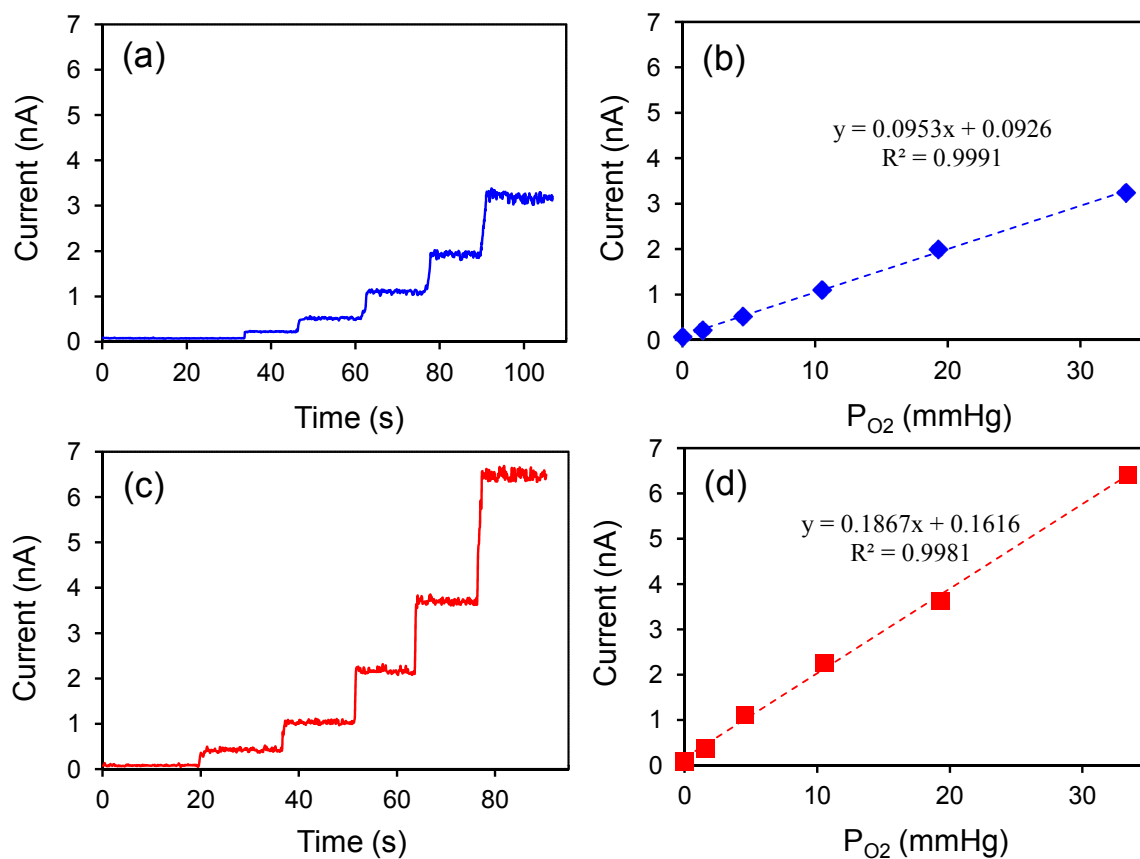 (a)
Current (nA)
7
6
5
4
3
2
1
0
0 20 40 60 80 100
Time (s)
(b)
Current (nA)
7
6
5
4
3
2
1
0
y = 0.0953x + 0.0926
R² = 0.9991
0 10 20 30
P_O2 (mmHg)
(c)
Current (nA)
7
6
5
4
3
2
1
0
0 20 40 60 80
Time (s)
(d)
Current (nA)
7
6
5
4
3
2
1
0
y = 0.1867x + 0.1616
R² = 0.9981
0 10 20 30
P_O2 (mmHg)